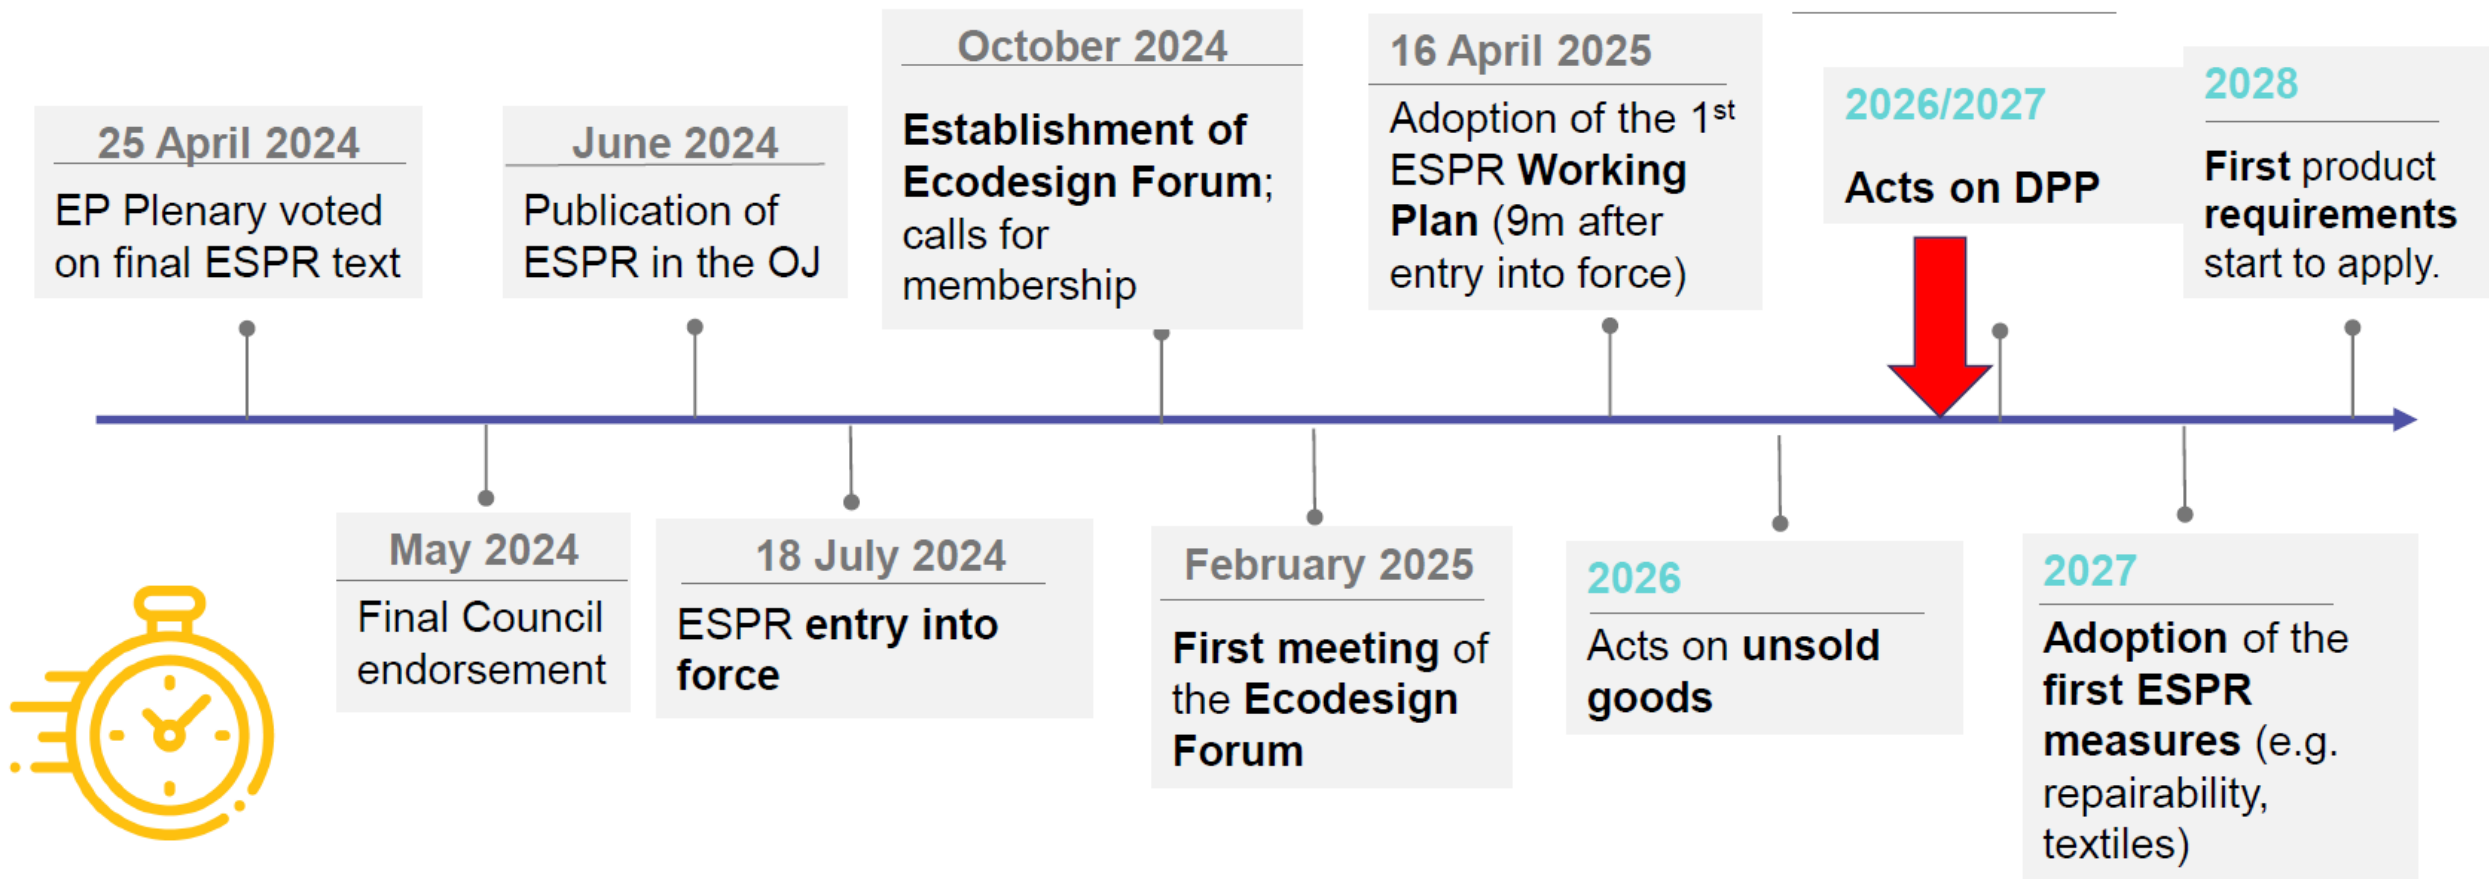 25 April 2024
EP Plenary voted
on final ESPR text
May 2024
Final Council
endorsement
June 2024
Publication of
ESPR in the OJ
18 July 2024
ESPR entry into
force
October 2024
Establishment of
Ecodesign Forum;
calls for
membership
February 2025
First meeting of
the Ecodesign
Forum
16 April 2025
Adoption of the 1st
ESPR Working
Plan (9m after
entry into force)
2026
Acts on unsold
goods
2026/2027
Acts on DPP
2027
Adoption of the
first ESPR
measures (e.g.
repairability,
textiles)
2028
First product
requirements
start to apply.